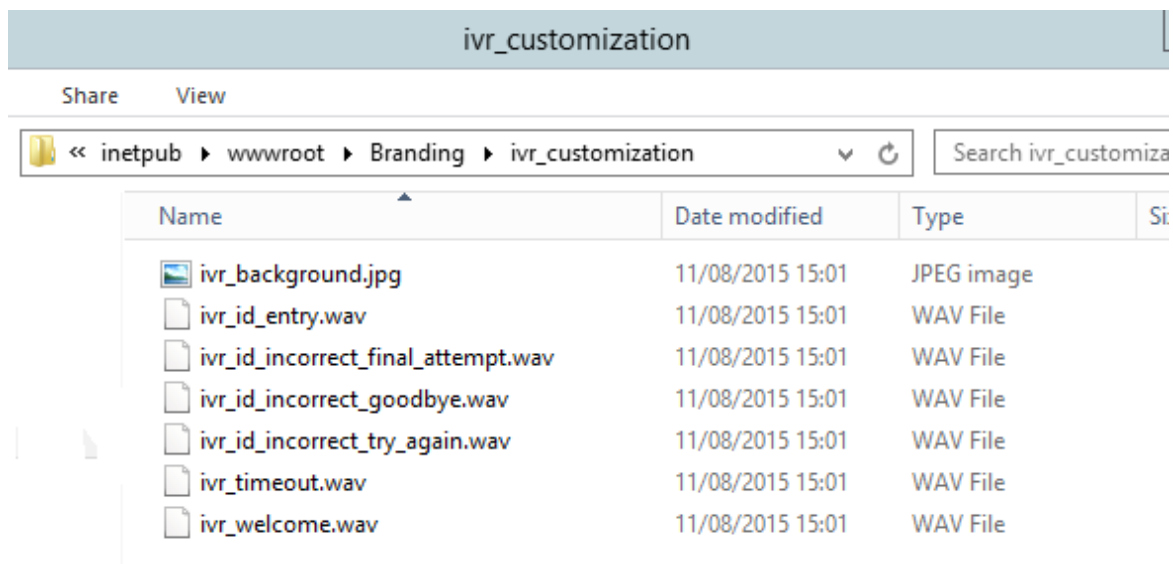 ivr_customization
Share View
« inetpub wwwroot Branding ivr_customization Search ivr_customiza
Name Date modified Type Si
ivr_background.jpg 11/08/2015 15:01 JPEG image
ivr_id_entry.wav 11/08/2015 15:01 WAV File
ivr_id_incorrect_final_attempt.wav 11/08/2015 15:01 WAV File
ivr_id_incorrect_goodbye.wav 11/08/2015 15:01 WAV File
ivr_id_incorrect_try_again.wav 11/08/2015 15:01 WAV File
ivr_timeout.wav 11/08/2015 15:01 WAV File
ivr_welcome.wav 11/08/2015 15:01 WAV File